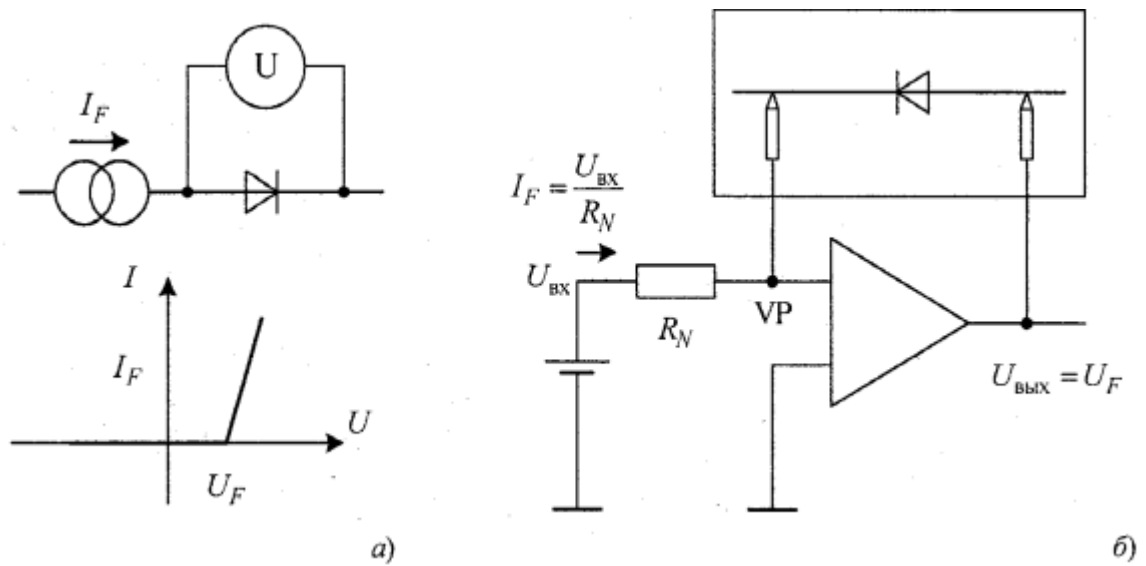 U
I_F
I
I_F
U
U_F
а)
I_F = U_вх / R_N
U_вх
R_N
VP
U_вых = U_F
б)